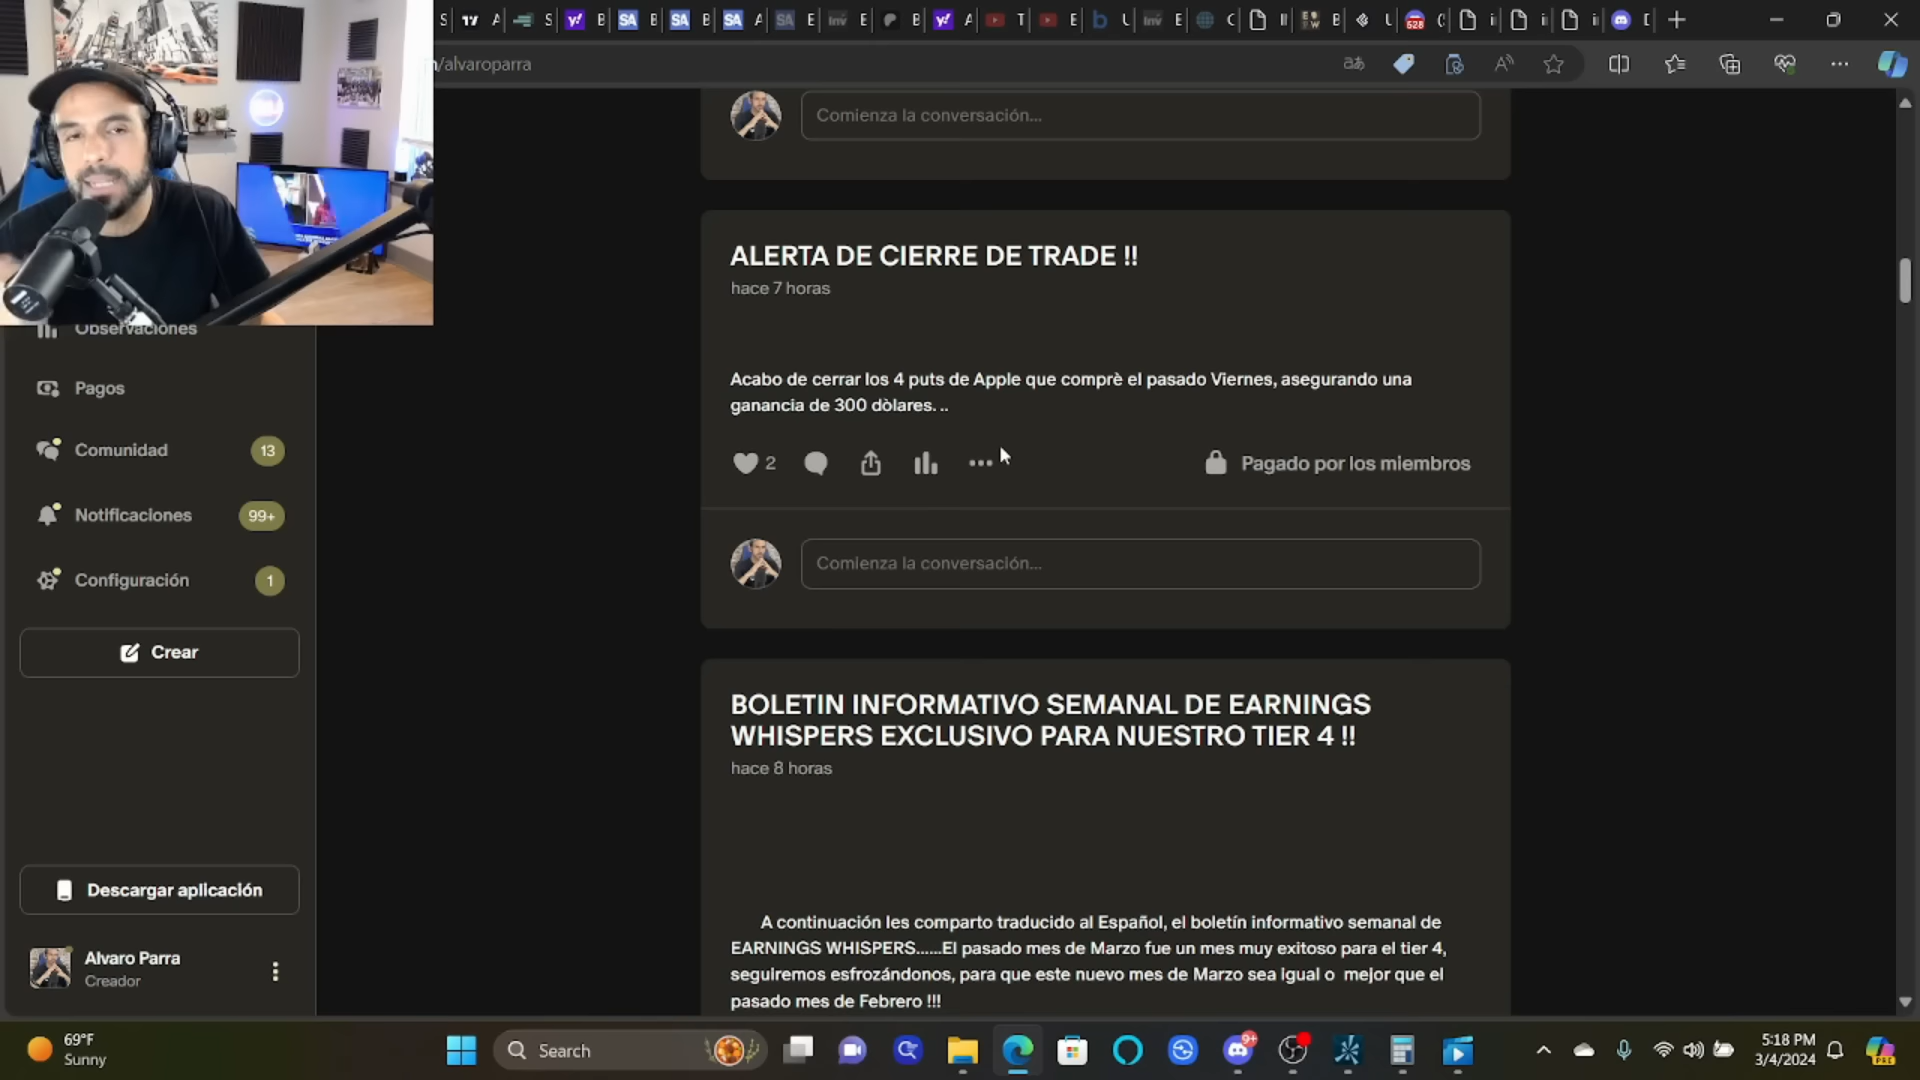 /alvaroparra
Comienza la conversación...
ALERTA DE CIERRE DE TRADE !!
hace 7 horas
Acabo de cerrar los 4 puts de Apple que comprè el pasado Viernes, asegurando una
ganancia de 300 dòlares. ..
2
Pagado por los miembros
Comienza la conversación...
BOLETIN INFORMATIVO SEMANAL DE EARNINGS
WHISPERS EXCLUSIVO PARA NUESTRO TIER 4 !!
hace 8 horas
A continuación les comparto traducido al Español, el boletín informativo semanal de
EARNINGS WHISPERS......El pasado mes de Marzo fue un mes muy exitoso para el tier 4,
seguiremos esfrozándonos, para que este nuevo mes de Marzo sea igual o mejor que el
pasado mes de Febrero !!!
Observaciones
Pagos
Comunidad 13
Notificaciones 99+
Configuración 1
Crear
Descargar aplicación
Alvaro Parra
Creador
69°F
Sunny
Search
9+
5:18 PM
3/4/2024